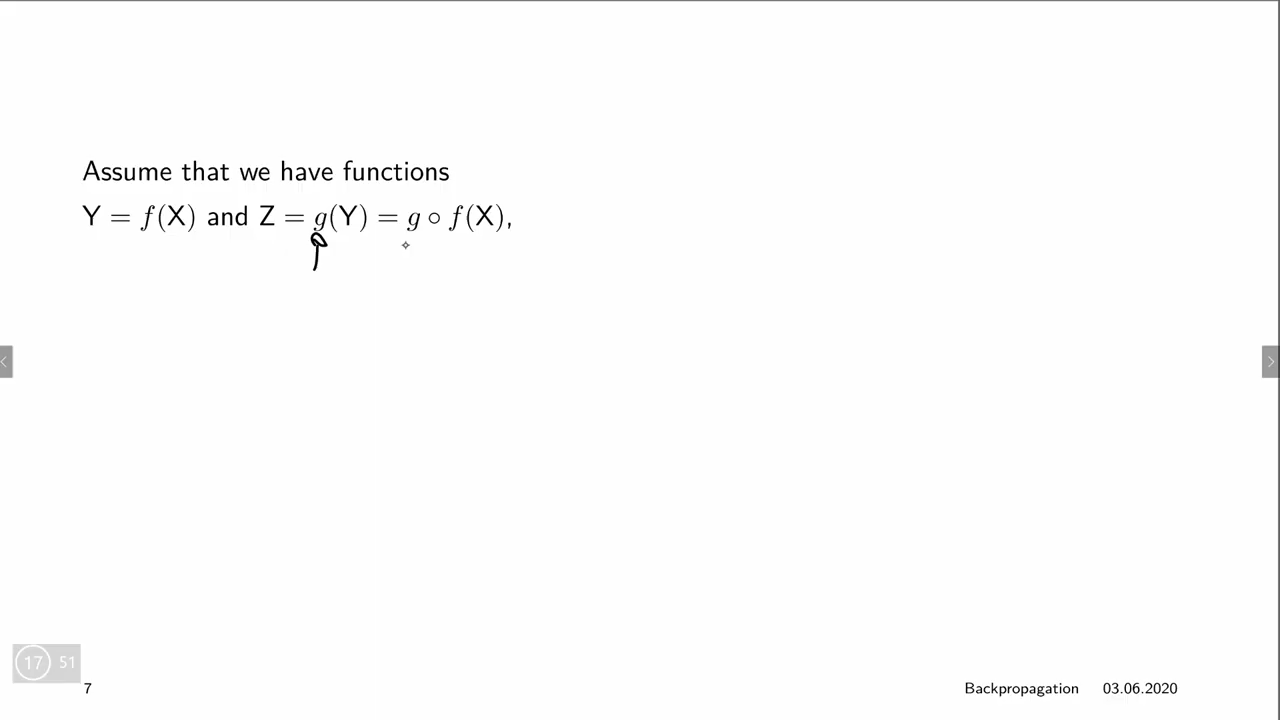 Assume that we have functions
Y = f(X) and Z = g(Y) = g ∘ f(X),
17 51
7
Backpropagation 03.06.2020